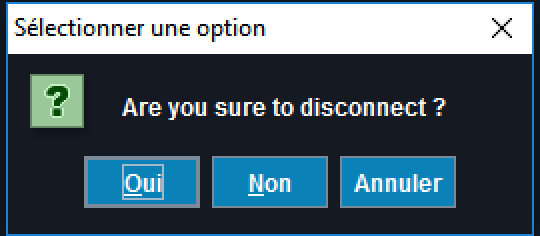 Sélectionner une option
Are you sure to disconnect ?
Oui Non Annuler